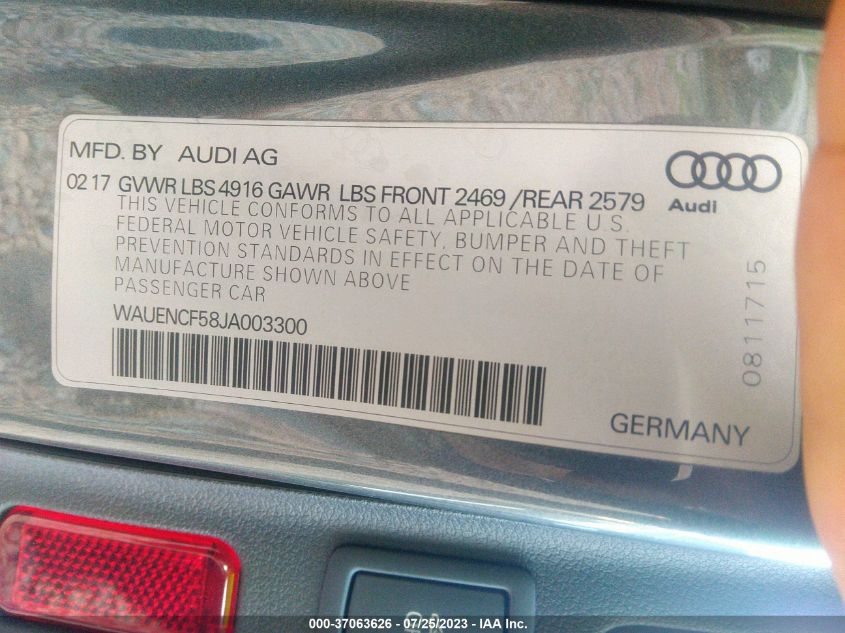 MFD. BY AUDI AG
02 17 GVWR LBS 4916 GAWR LBS FRONT 2469 /REAR 2579
THIS VEHICLE CONFORMS TO ALL APPLICABLE U.S.
FEDERAL MOTOR VEHICLE SAFETY, BUMPER AND THEFT
PREVENTION STANDARDS IN EFFECT ON THE DATE OF
MANUFACTURE SHOWN ABOVE
PASSENGER CAR
WAUENCF58JA003300
Audi
0811715
GERMANY
000-37063626 - 07/25/2023 - IAA Inc.